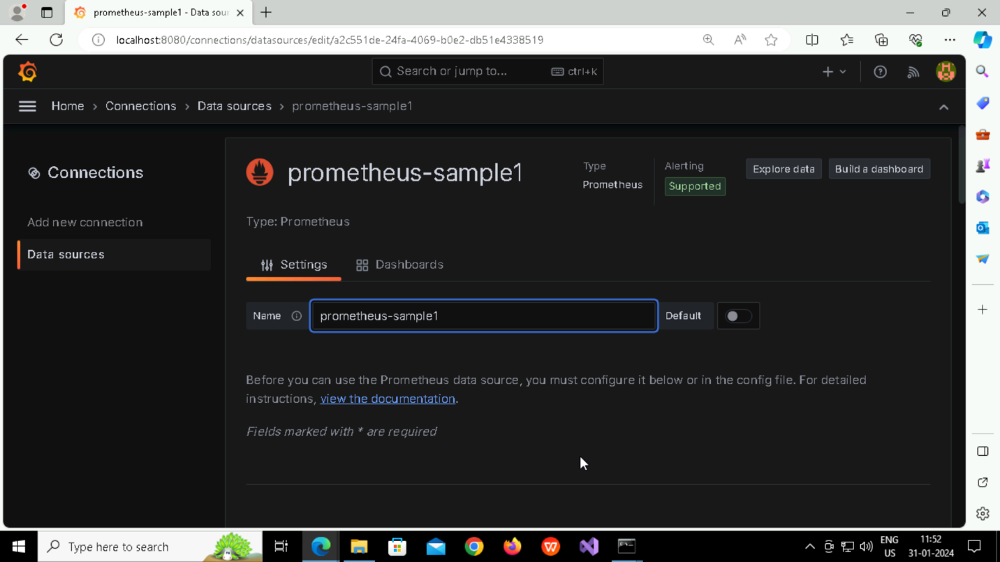 prometheus-sample1 - Data sour
localhost:8080/connections/datasources/edit/a2c551de-24fa-4069-b0e2-db51e4338519
Search or jump to...
ctrl+k
Home › Connections › Data sources › prometheus-sample1
Connections
Add new connection
Data sources
prometheus-sample1
Type
Prometheus
Alerting
Supported
Explore data
Build a dashboard
Type: Prometheus
Settings
Dashboards
Name
prometheus-sample1
Default
Before you can use the Prometheus data source, you must configure it below or in the config file. For detailed
instructions, view the documentation.
Fields marked with * are required
Type here to search
ENG
US
11:52
31-01-2024